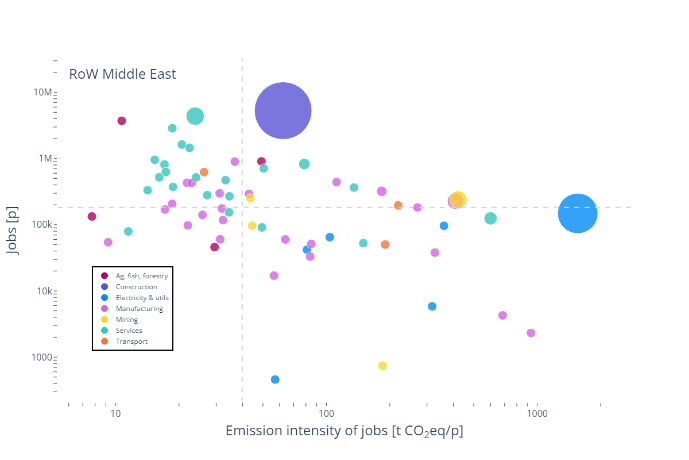 RoW Middle East
10M
1M
100k
10k
1000
Jobs [p]
Ag, fish, forestry
Construction
Electricity & utils
Manufacturing
Mining
Services
Transport
10
100
1000
Emission intensity of jobs [t CO₂eq/p]